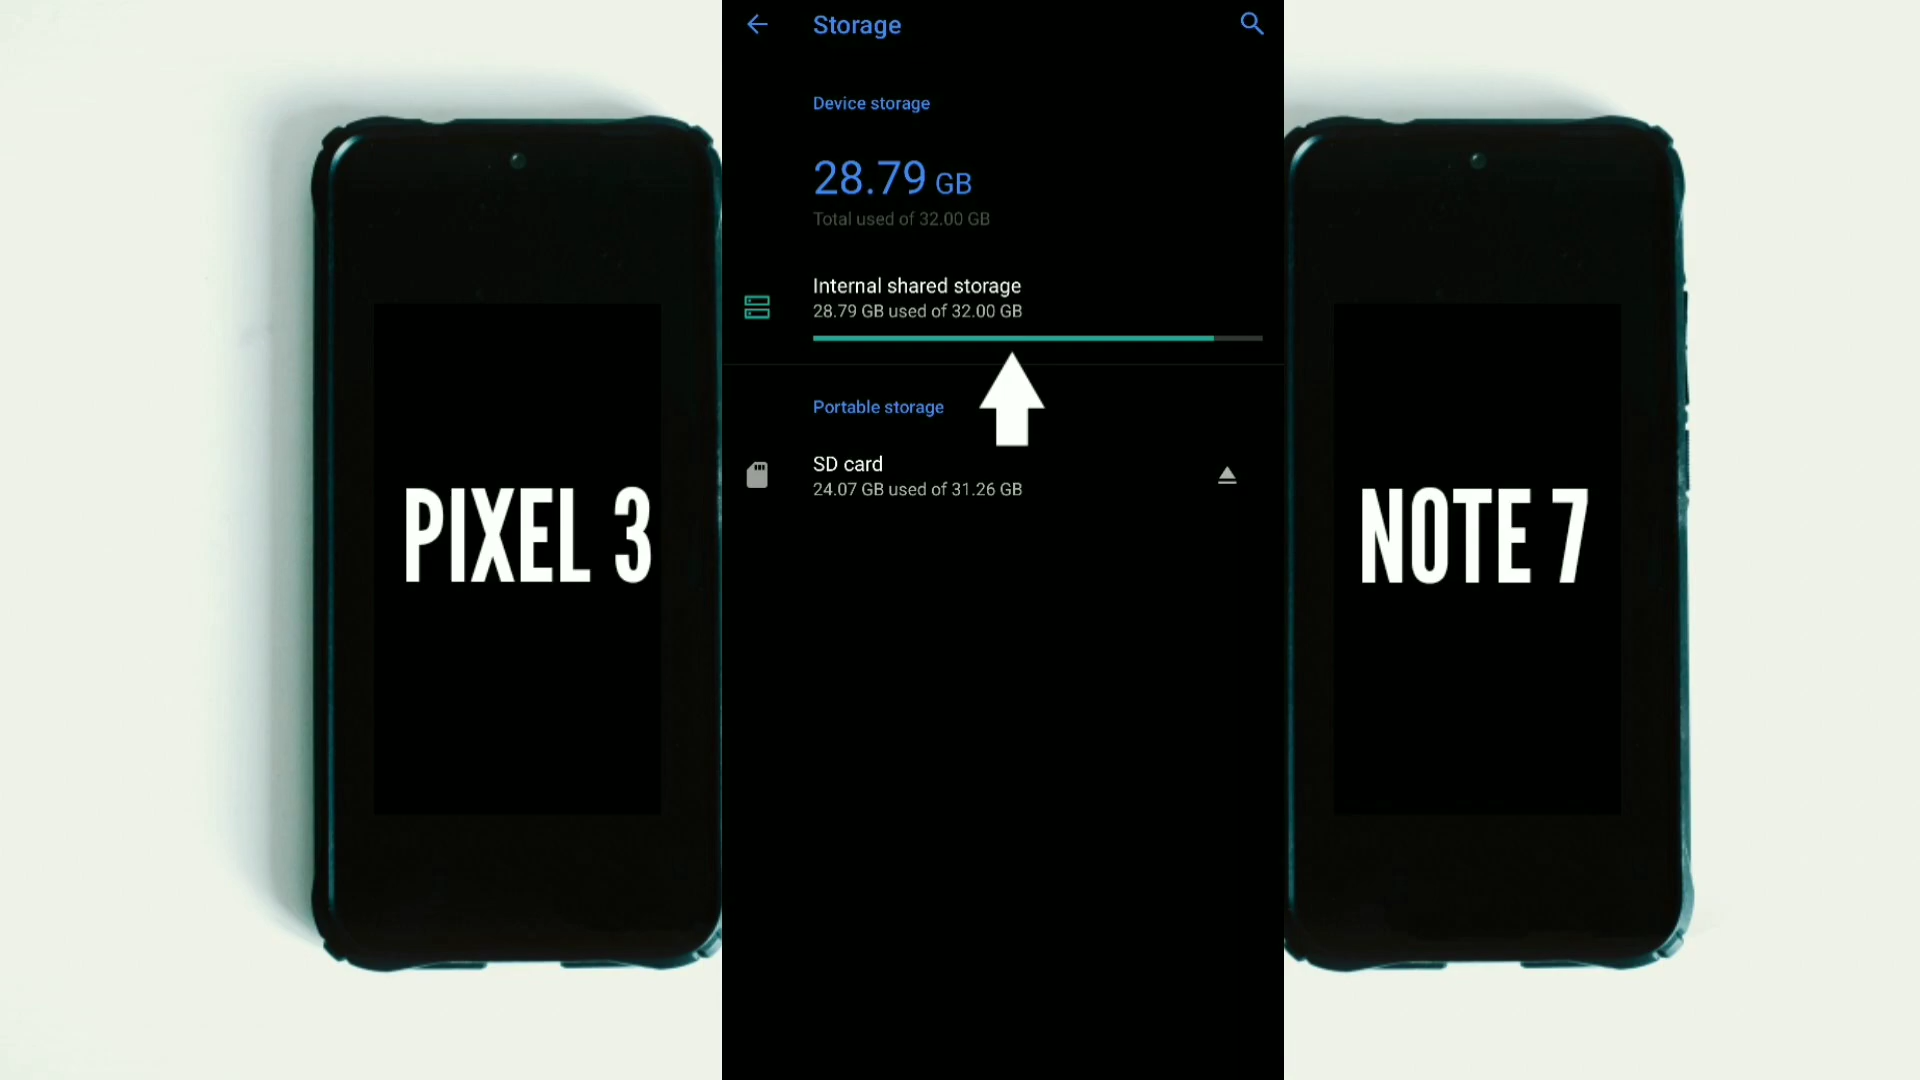 Storage
Device storage
28.79 GB
Total used of 32.00 GB
Internal shared storage
28.79 GB used of 32.00 GB
Portable storage
SD card
24.07 GB used of 31.26 GB
PIXEL 3
NOTE 7